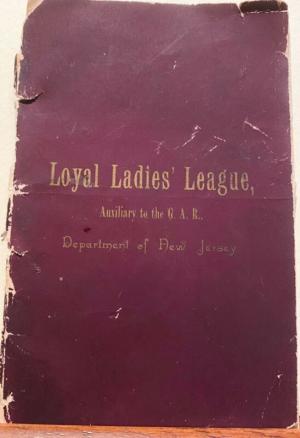 Loyal Ladies' League,
Auxiliary to the G. A. R.,
Department of New Jersey